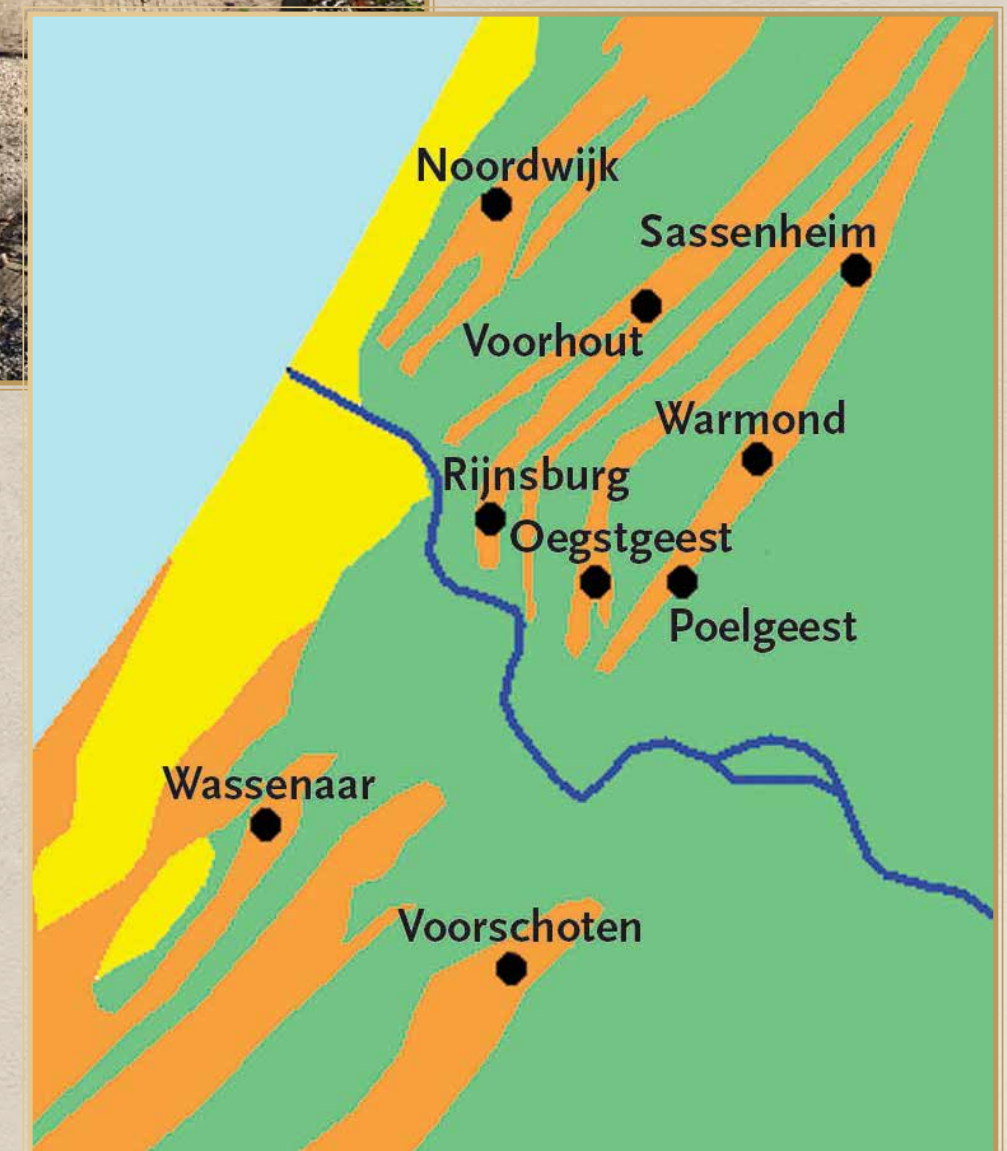 Noordwijk
Sassenheim
Voorhout
Warmond
Rijnsburg
Oegstgeest
Poelgeest
Wassenaar
Voorschoten